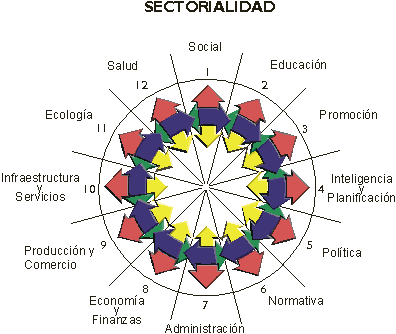 SECTORIALIDAD
Social
1
Educación
2
Promoción
3
Inteligencia
y
Planificación
4
Política
5
Normativa
6
Administración
7
Economía
y
Finanzas
8
Producción y
Comercio
9
Infraestructura
y
Servicios
10
Ecología
11
Salud
12